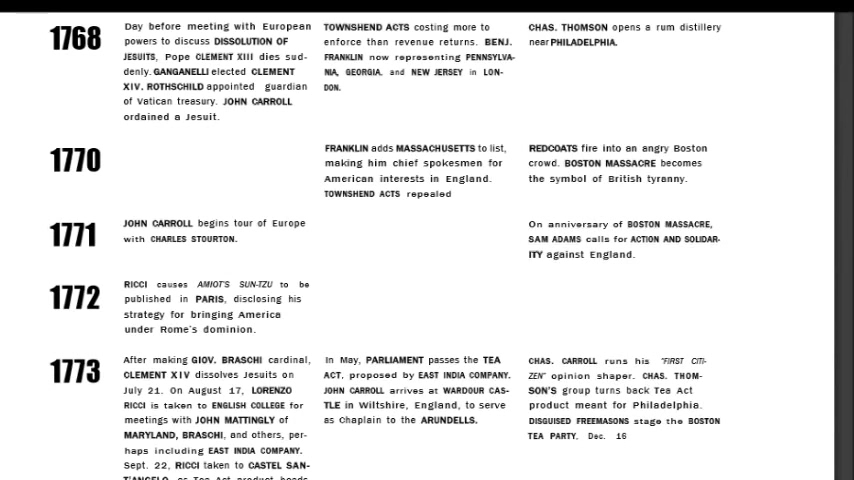 1768
Day before meeting with European
powers to discuss DISSOLUTION OF
JESUITS, Pope CLEMENT XIII dies sud-
denly. GANGANELLI elected CLEMENT
XIV. ROTHSCHILD appointed guardian
of Vatican treasury. JOHN CARROLL
ordained a Jesuit.
TOWNSHEND ACTS costing more to
enforce than revenue returns. BENJ.
FRANKLIN now representing PENNSYLVA-
NIA, GEORGIA. and NEW JERSEY in LON-
DON.
CHAS. THOMSON opens a rum distillery
near PHILADELPHIA.
1770
FRANKLIN adds MASSACHUSETTS to list,
making him chief spokesmen for
American interests in England.
TOWNSHEND ACTS repealed
REDCOATS fire into an angry Boston
crowd. BOSTON MASSACRE becomes
the symbol of British tyranny.
1771
JOHN CARROLL begins tour of Europe
with CHARLES STOURTON.
On anniversary of BOSTON MASSACRE,
SAM ADAMS calls for ACTION AND SOLIDAR-
ITY against England.
1772
RICCI causes AMIOT'S SUN-TZU to be
published in PARIS, disclosing his
strategy for bringing America
under Rome's dominion.
1773
After making GIOV. BRASCHI cardinal,
CLEMENT XIV dissolves Jesuits on
July 21. On August 17, LORENZO
RICCI is taken to ENGLISH COLLEGE for
meetings with JOHN MATTINGLY of
MARYLAND, BRASCHI, and others, per-
haps including EAST INDIA COMPANY.
Sept. 22, RICCI taken to CASTEL SAN-
T'ANGELO, as Tea Act product heads
In May, PARLIAMENT passes the TEA
ACT, proposed by EAST INDIA COMPANY.
JOHN CARROLL arrives at WARDOUR CAS-
TLE in Wiltshire, England, to serve
as Chaplain to the ARUNDELLS.
CHAS. CARROLL runs his "FIRST CITI-
ZEN" opinion shaper. CHAS. THOM-
SON'S group turns back Tea Act
product meant for Philadelphia.
DISGUISED FREEMASONS stage the BOSTON
TEA PARTY, Dec. 16